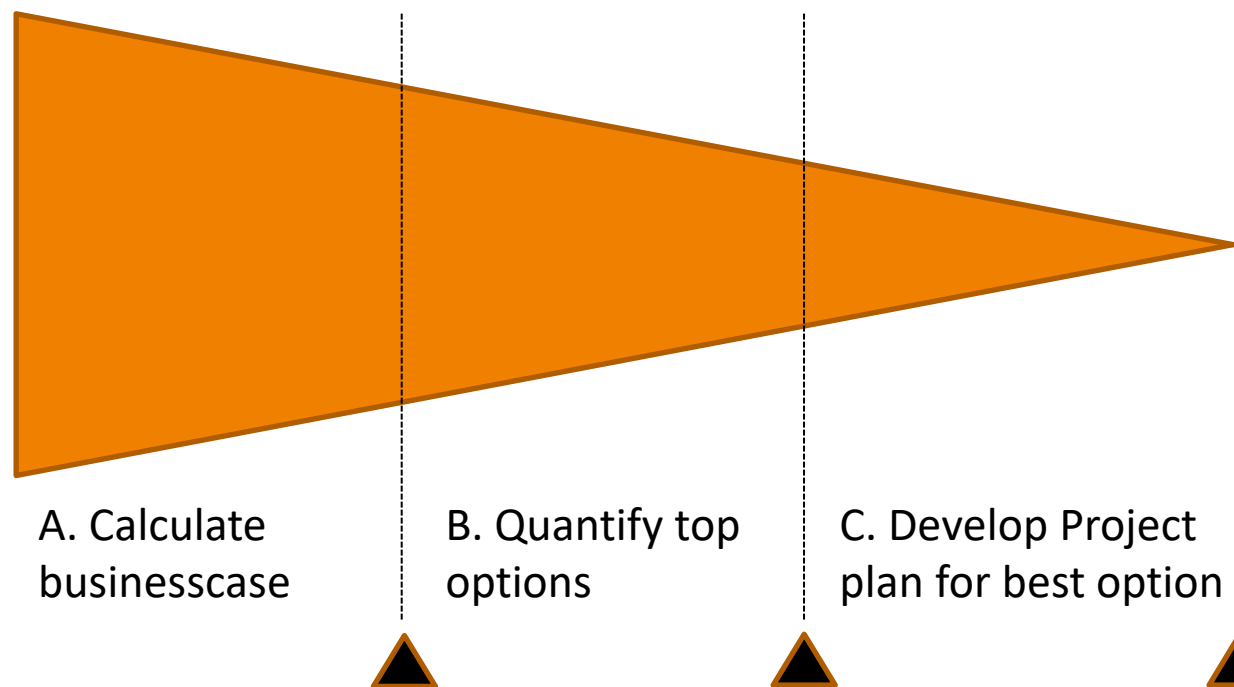 A. Calculate
businesscase
B. Quantify top
options
C. Develop Project
plan for best option